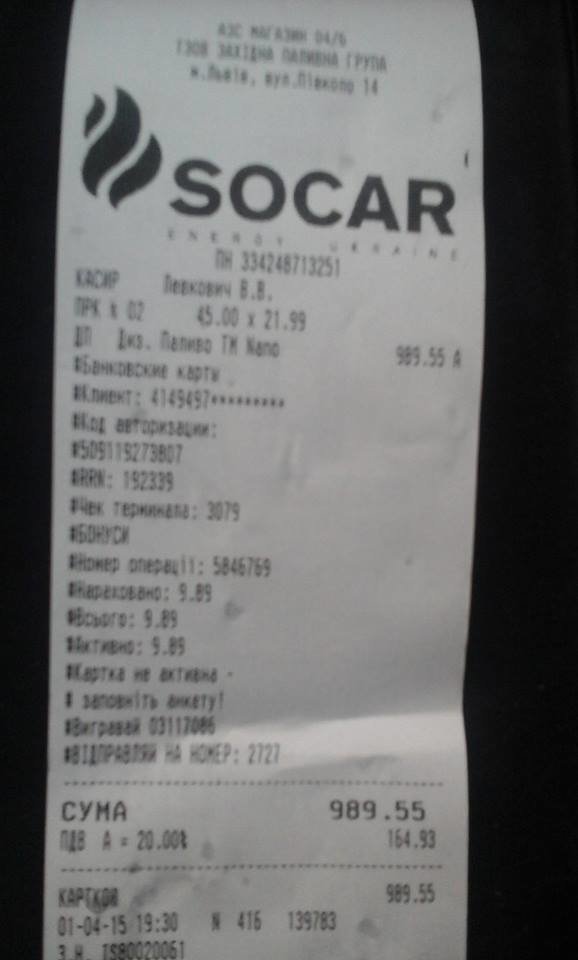 АЗС МАГАЗИН 04/6
ТЗОВ ЗАХІДНА ПАЛИВНА ГРУПА
м.Львів, вул.Півколо 14
SOCAR
ENERGY UKRAINE
ПН 334248713251
КАСИР Левкович В.В.
ПРК № 02 45.00 x 21.99
ДП Диз. Паливо ТМ Nano 989.55 А
#Банковские карты
#Клиент: 4149497*********
#Код авторизации:
#509119273807
#RRN: 192339
#Чек терминала: 3079
#БОНУСИ
#Номер операції: 5846769
#Нараховано: 9.89
#Всього: 9.89
#Активно: 9.89
#Картка не активна -
# заповніть анкету!
#Вигравай 03117086
#ВІДПРАВЛЯЙ НА НОМЕР: 2727
СУМА 989.55
ПДВ А = 20.00% 164.93
КАРТКОЮ 989.55
01-04-15 19:30 N 416 139783
З.Н. ІS80020061